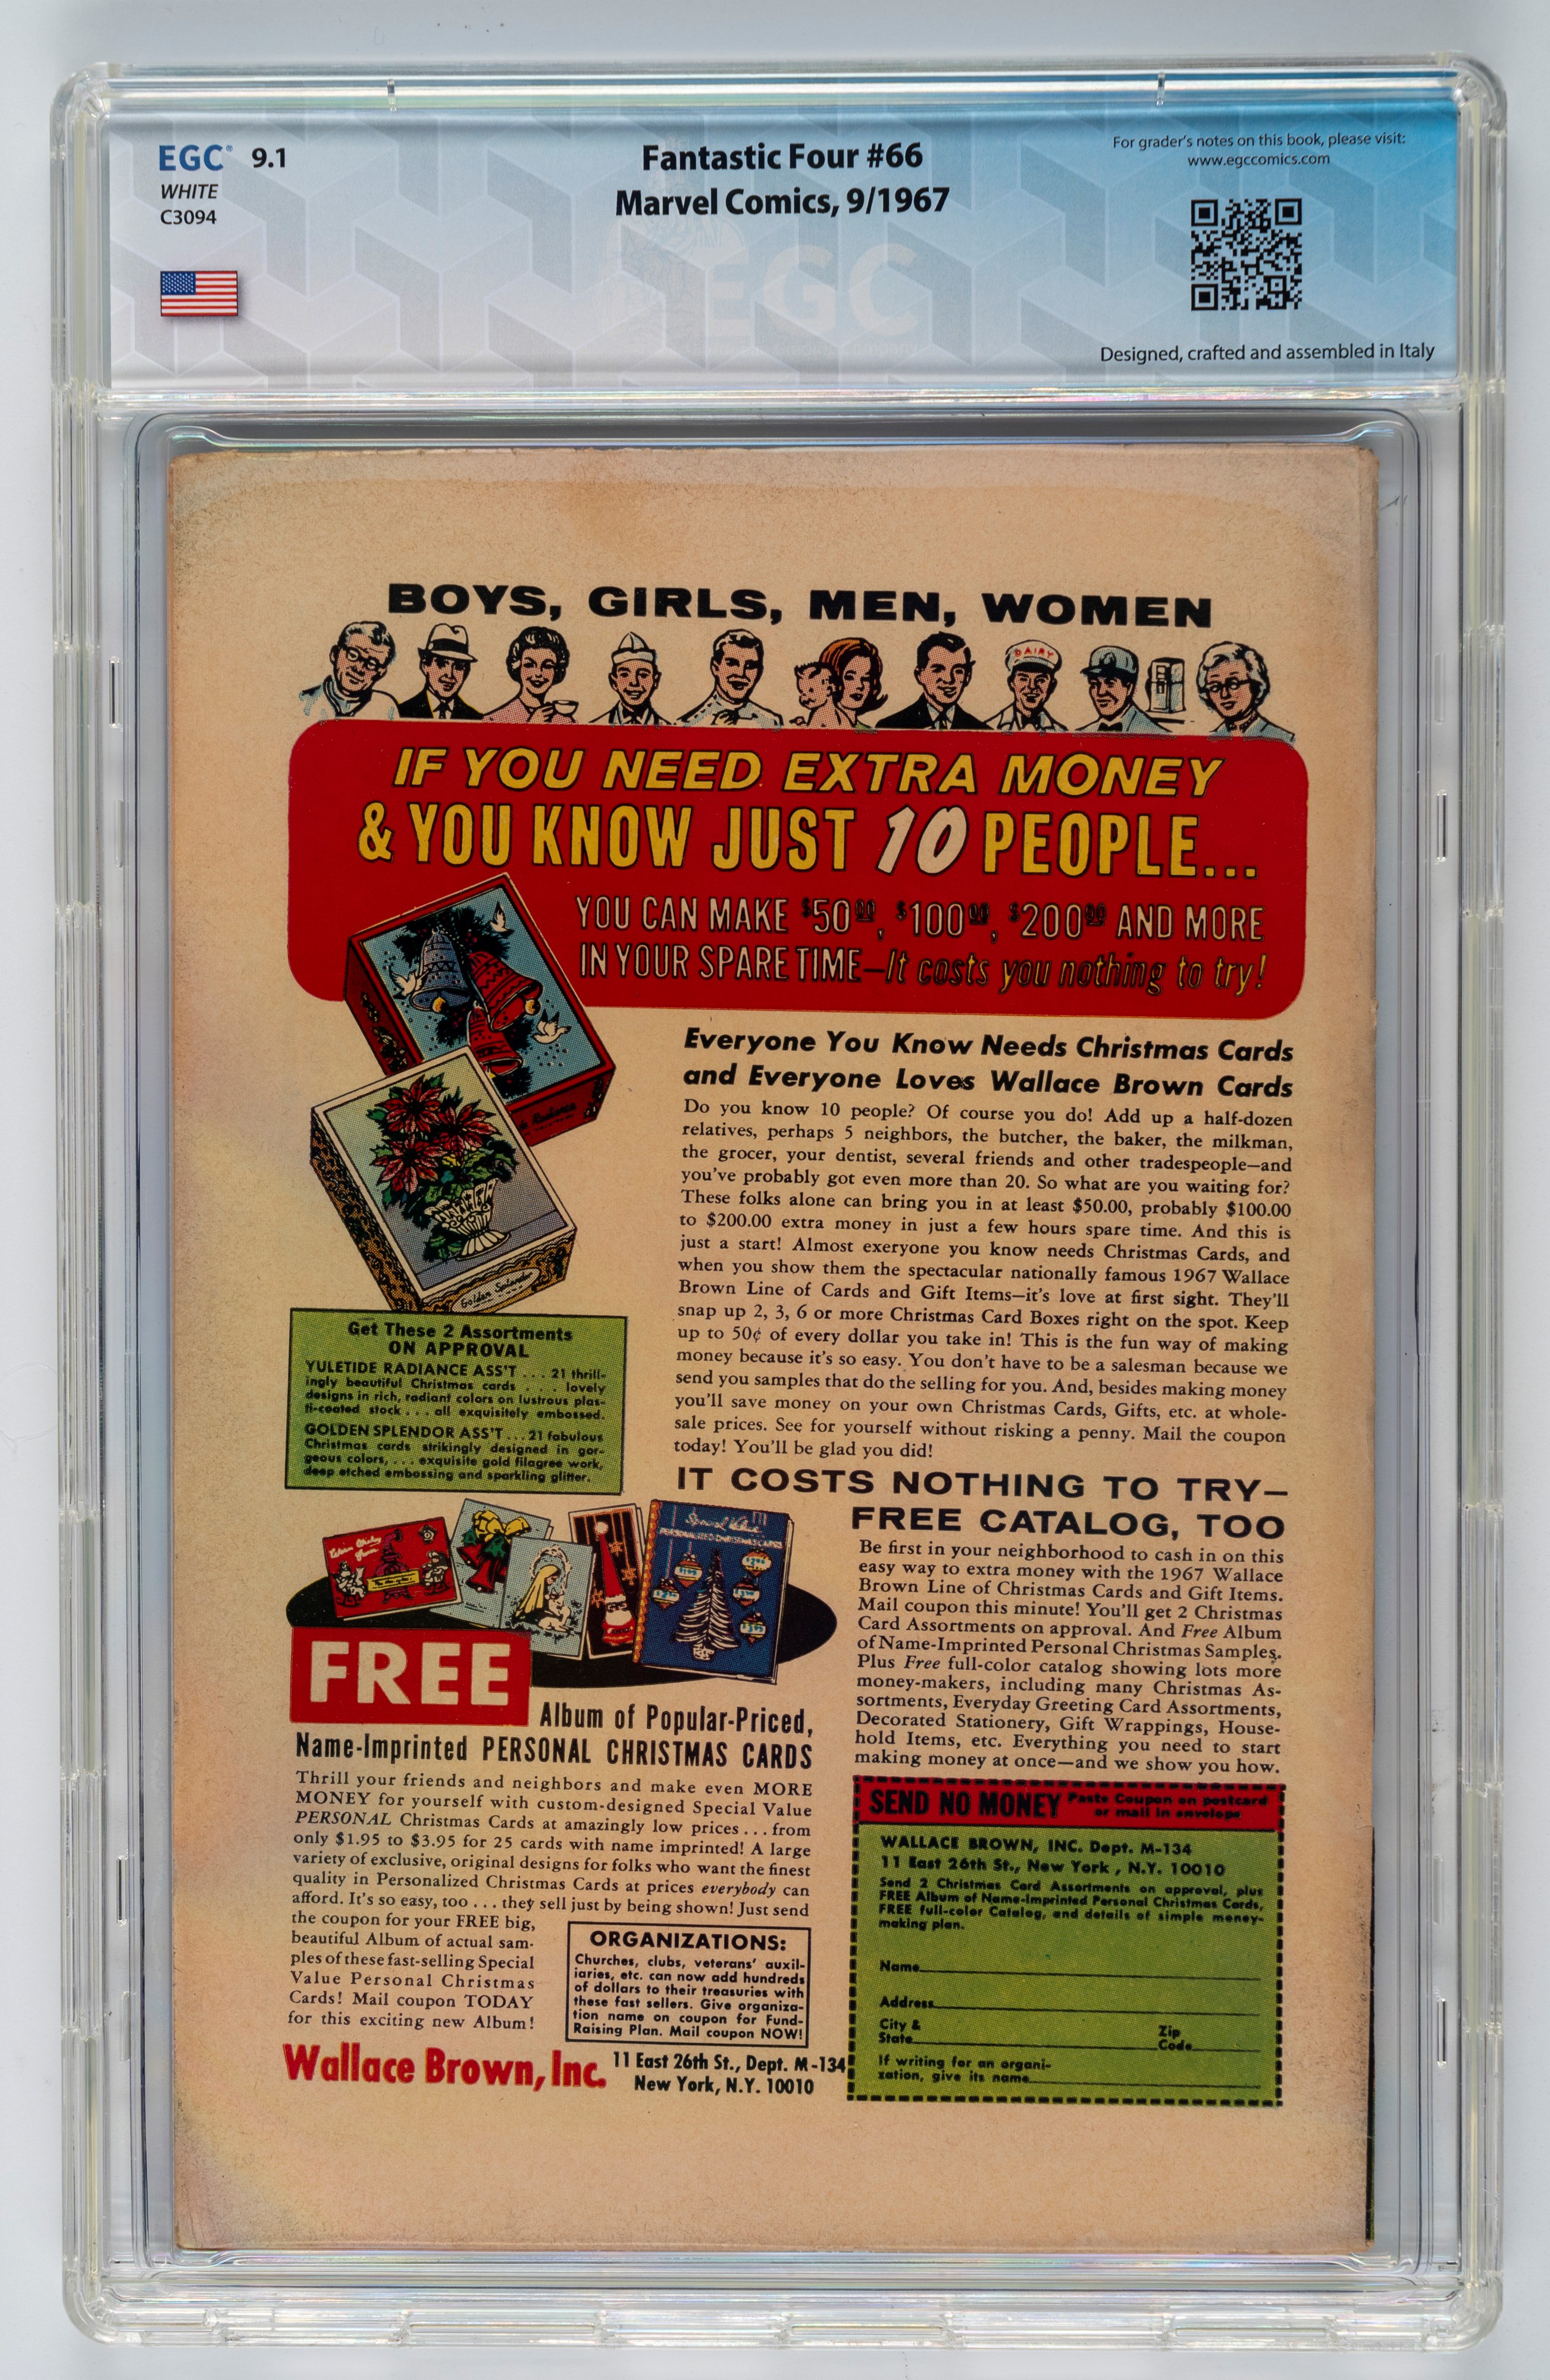 EGC® 9.1
WHITE
C3094
Fantastic Four #66
Marvel Comics, 9/1967
For grader's notes on this book, please visit:
www.egccomics.com
Designed, crafted and assembled in Italy
EGC
BOYS, GIRLS, MEN, WOMEN
DAIRY
IF YOU NEED EXTRA MONEY
& YOU KNOW JUST 10 PEOPLE...
YOU CAN MAKE $50.00, $100.00, $200.00 AND MORE
IN YOUR SPARE TIME—It costs you nothing to try!
Everyone You Know Needs Christmas Cards
and Everyone Loves Wallace Brown Cards
Do you know 10 people? Of course you do! Add up a half-dozen
relatives, perhaps 5 neighbors, the butcher, the baker, the milkman,
the grocer, your dentist, several friends and other tradespeople—and
you've probably got even more than 20. So what are you waiting for?
These folks alone can bring you in at least $50.00, probably $100.00
to $200.00 extra money in just a few hours spare time. And this is
just a start! Almost exeryone you know needs Christmas Cards, and
when you show them the spectacular nationally famous 1967 Wallace
Brown Line of Cards and Gift Items—it's love at first sight. They'll
snap up 2, 3, 6 or more Christmas Card Boxes right on the spot. Keep
up to 50¢ of every dollar you take in! This is the fun way of making
money because it's so easy. You don't have to be a salesman because we
send you samples that do the selling for you. And, besides making money
you'll save money on your own Christmas Cards, Gifts, etc. at whole-
sale prices. See for yourself without risking a penny. Mail the coupon
today! You'll be glad you did!
Radiance
Golden Splendor
Get These 2 Assortments
ON APPROVAL
YULETIDE RADIANCE ASS'T . . . 21 thrill-
ingly beautiful Christmas cards . . . . lovely
designs in rich, radiant colors on lustrous plas-
ti-coated stock . . . all exquisitely embossed.
GOLDEN SPLENDOR ASS'T . . . 21 fabulous
Christmas cards strikingly designed in gor-
geous colors, . . . exquisite gold filagree work,
deep etched embossing and sparkling glitter.
IT COSTS NOTHING TO TRY—
FREE CATALOG, TOO
Be first in your neighborhood to cash in on this
easy way to extra money with the 1967 Wallace
Brown Line of Christmas Cards and Gift Items.
Mail coupon this minute! You'll get 2 Christmas
Card Assortments on approval. And Free Album
of Name-Imprinted Personal Christmas Samples.
Plus Free full-color catalog showing lots more
money-makers, including many Christmas As-
sortments, Everyday Greeting Card Assortments,
Decorated Stationery, Gift Wrappings, House-
hold Items, etc. Everything you need to start
making money at once—and we show you how.
Special Value
PERSONALIZED CHRISTMAS CARDS
FREE
Album of Popular-Priced,
Name-Imprinted PERSONAL CHRISTMAS CARDS
Thrill your friends and neighbors and make even MORE
MONEY for yourself with custom-designed Special Value
PERSONAL Christmas Cards at amazingly low prices . . . from
only $1.95 to $3.95 for 25 cards with name imprinted! A large
variety of exclusive, original designs for folks who want the finest
quality in Personalized Christmas Cards at prices everybody can
afford. It's so easy, too . . . they sell just by being shown! Just send
the coupon for your FREE big,
beautiful Album of actual sam-
ples of these fast-selling Special
Value Personal Christmas
Cards! Mail coupon TODAY
for this exciting new Album!
ORGANIZATIONS:
Churches, clubs, veterans' auxil-
iaries, etc. can now add hundreds
of dollars to their treasuries with
these fast sellers. Give organiza-
tion name on coupon for Fund-
Raising Plan. Mail coupon NOW!
Wallace Brown, Inc. 11 East 26th St., Dept. M-134
New York, N.Y. 10010
SEND NO MONEY Paste Coupon on postcard
or mail in envelope
WALLACE BROWN, INC. Dept. M-134
11 East 26th St., New York , N.Y. 10010
Send 2 Christmas Card Assortments on approval, plus
FREE Album of Name-Imprinted Personal Christmas Cards,
FREE full-color Catalog, and details of simple money-
making plan.
Name
Address
City &
State
Zip
Code
If writing for an organi-
zation, give its name